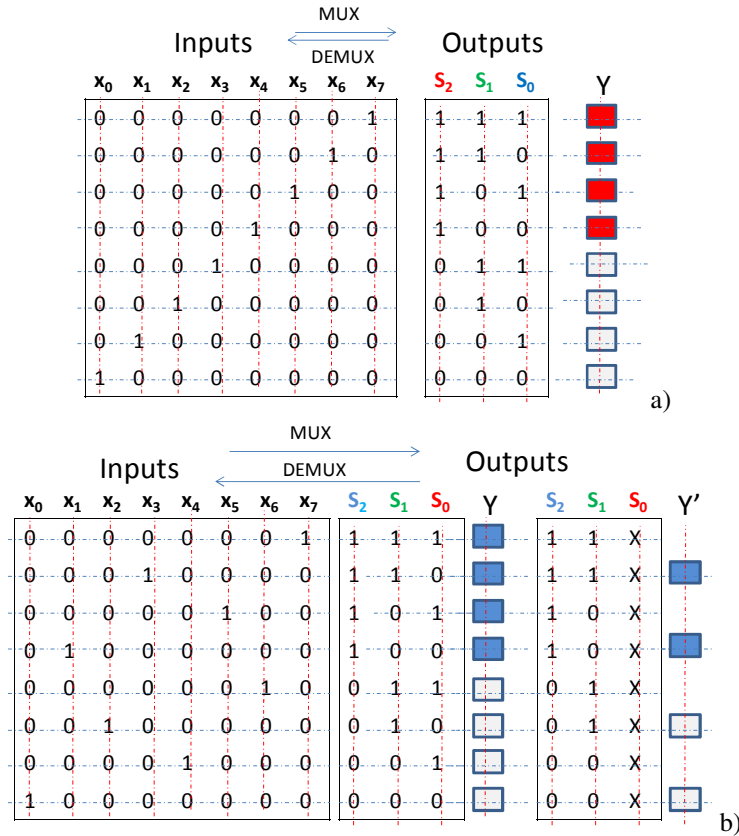 MUX
Inputs Outputs
DEMUX
x0 x1 x2 x3 x4 x5 x6 x7 S2 S1 S0 Y
0 0 0 0 0 0 0 1 1 1 1
0 0 0 0 0 0 1 0 1 1 0
0 0 0 0 0 1 0 0 1 0 1
0 0 0 0 1 0 0 0 1 0 0
0 0 0 1 0 0 0 0 0 1 1
0 0 1 0 0 0 0 0 0 1 0
0 1 0 0 0 0 0 0 0 0 1
1 0 0 0 0 0 0 0 0 0 0
a)
MUX
Inputs DEMUX Outputs
x0 x1 x2 x3 x4 x5 x6 x7 S2 S1 S0 Y S2 S1 S0 Y'
0 0 0 0 0 0 0 1 1 1 1 1 1 X
0 0 0 1 0 0 0 0 1 1 0 1 1 X
0 0 0 0 0 1 0 0 1 0 1 1 0 X
0 1 0 0 0 0 0 0 1 0 0 1 0 X
0 0 0 0 0 0 1 0 0 1 1 0 1 X
0 0 1 0 0 0 0 0 0 1 0 0 1 X
0 0 0 0 1 0 0 0 0 0 1 0 0 X
1 0 0 0 0 0 0 0 0 0 0 0 0 X
b)